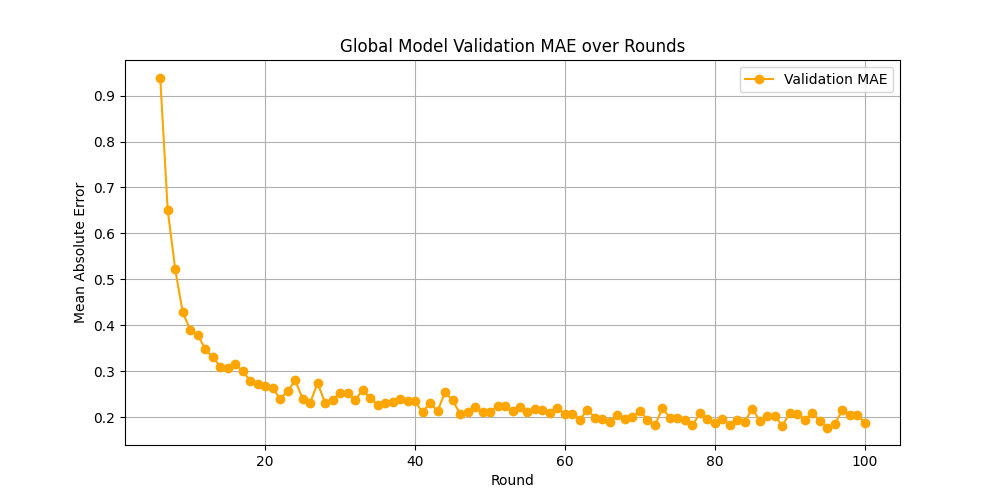 Global Model Validation MAE over Rounds
Validation MAE
Mean Absolute Error
0.9
0.8
0.7
0.6
0.5
0.4
0.3
0.2
20 40 60 80 100
Round